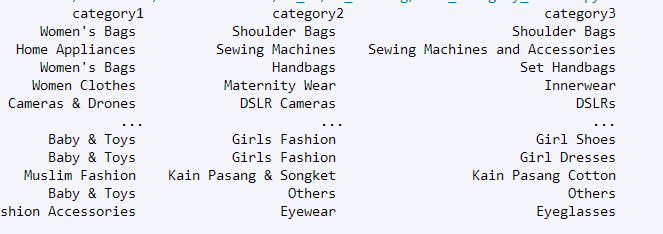 category1 category2 category3
Women's Bags Shoulder Bags Shoulder Bags
Home Appliances Sewing Machines Sewing Machines and Accessories
Women's Bags Handbags Set Handbags
Women Clothes Maternity Wear Innerwear
Cameras & Drones DSLR Cameras DSLRs
... ... ...
Baby & Toys Girls Fashion Girl Shoes
Baby & Toys Girls Fashion Girl Dresses
Muslim Fashion Kain Pasang & Songket Kain Pasang Cotton
Baby & Toys Others Others
shion Accessories Eyewear Eyeglasses